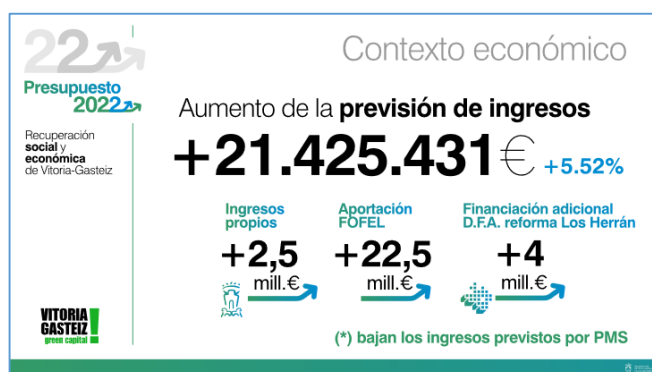 22
Presupuesto
2022
Recuperación
social y
económica
de Vitoria-Gasteiz
VITORIA
GASTEIZ
green capital
Contexto económico
Aumento de la previsión de ingresos
+21.425.431€ +5.52%
Ingresos
propios
+2,5
mill.€
Aportación
FOFEL
+22,5
mill.€
Financiación adicional
D.F.A. reforma Los Herrán
+4
mill.€
(*) bajan los ingresos previstos por PMS